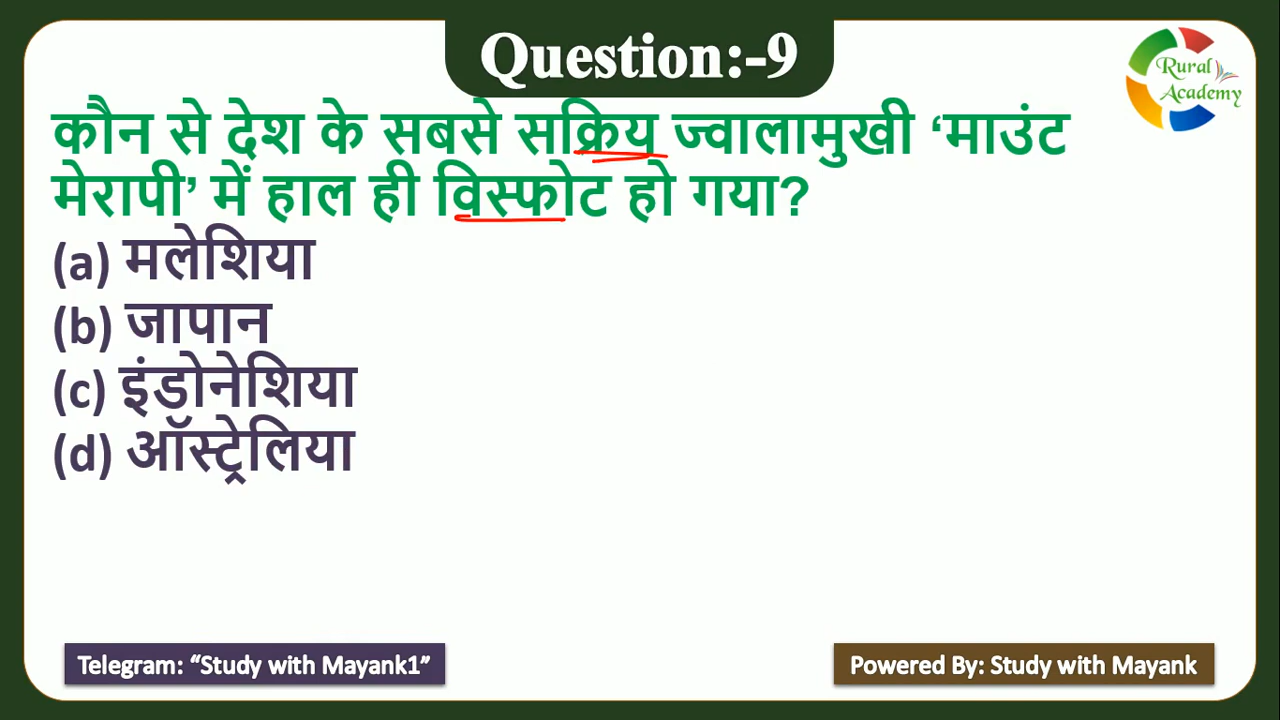 Question:-9
Rural
Academy
कौन से देश के सबसे सक्रिय ज्वालामुखी ‘माउंट
मेरापी’ में हाल ही विस्फोट हो गया?
(a) मलेशिया
(b) जापान
(c) इंडोनेशिया
(d) ऑस्ट्रेलिया
Telegram: “Study with Mayank1”
Powered By: Study with Mayank